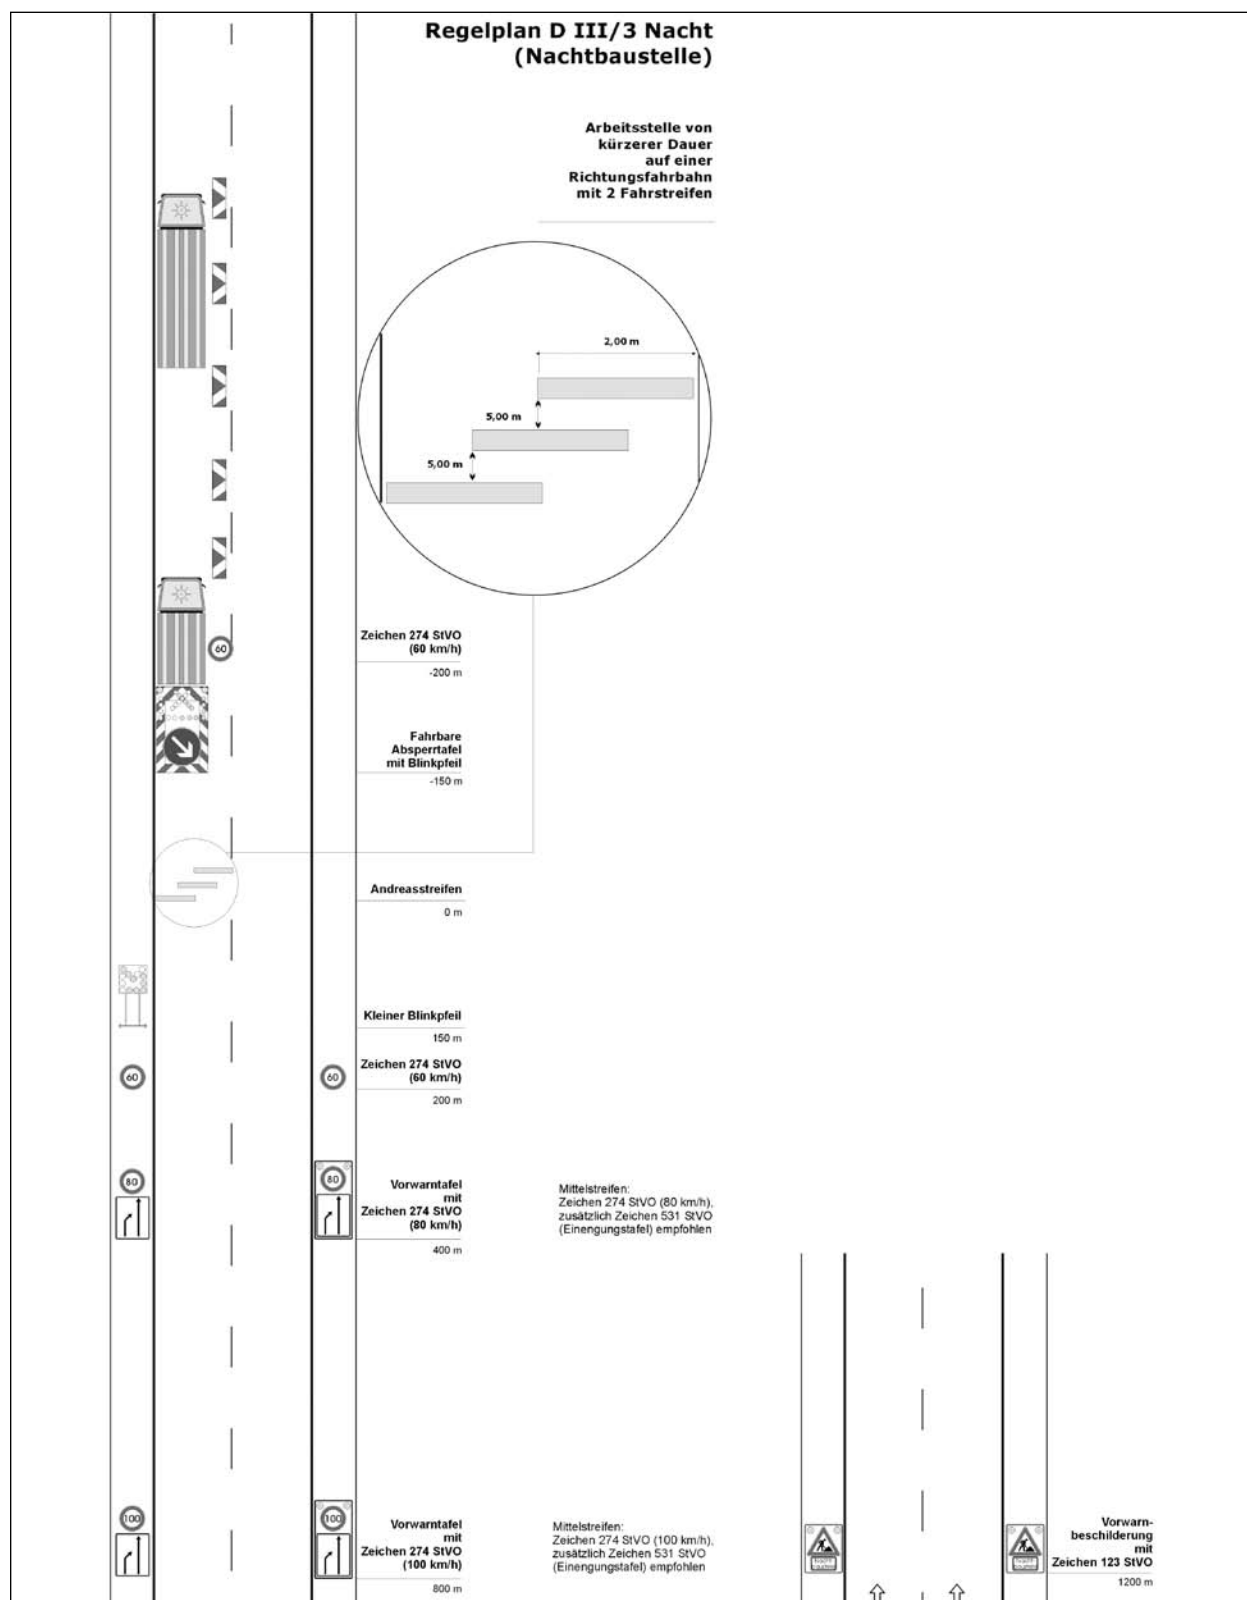 Regelplan D III/3 Nacht
(Nachtbaustelle)
Arbeitsstelle von
kürzerer Dauer
auf einer
Richtungsfahrbahn
mit 2 Fahrstreifen
2,00 m
5,00 m
5,00 m
Zeichen 274 StVO
(60 km/h)
-200 m
60
Fahrbare
Absperrtafel
mit Blinkpfeil
-150 m
Andreasstreifen
0 m
Kleiner Blinkpfeil
150 m
Zeichen 274 StVO
(60 km/h)
200 m
60
60
80
80
Vorwarntafel
mit
Zeichen 274 StVO
(80 km/h)
400 m
Mittelstreifen:
Zeichen 274 StVO (80 km/h),
zusätzlich Zeichen 531 StVO
(Einengungstafel) empfohlen
100
100
Vorwarntafel
mit
Zeichen 274 StVO
(100 km/h)
800 m
Mittelstreifen:
Zeichen 274 StVO (100 km/h),
zusätzlich Zeichen 531 StVO
(Einengungstafel) empfohlen
Vorwarn-
beschilderung
mit
Zeichen 123 StVO
1200 m